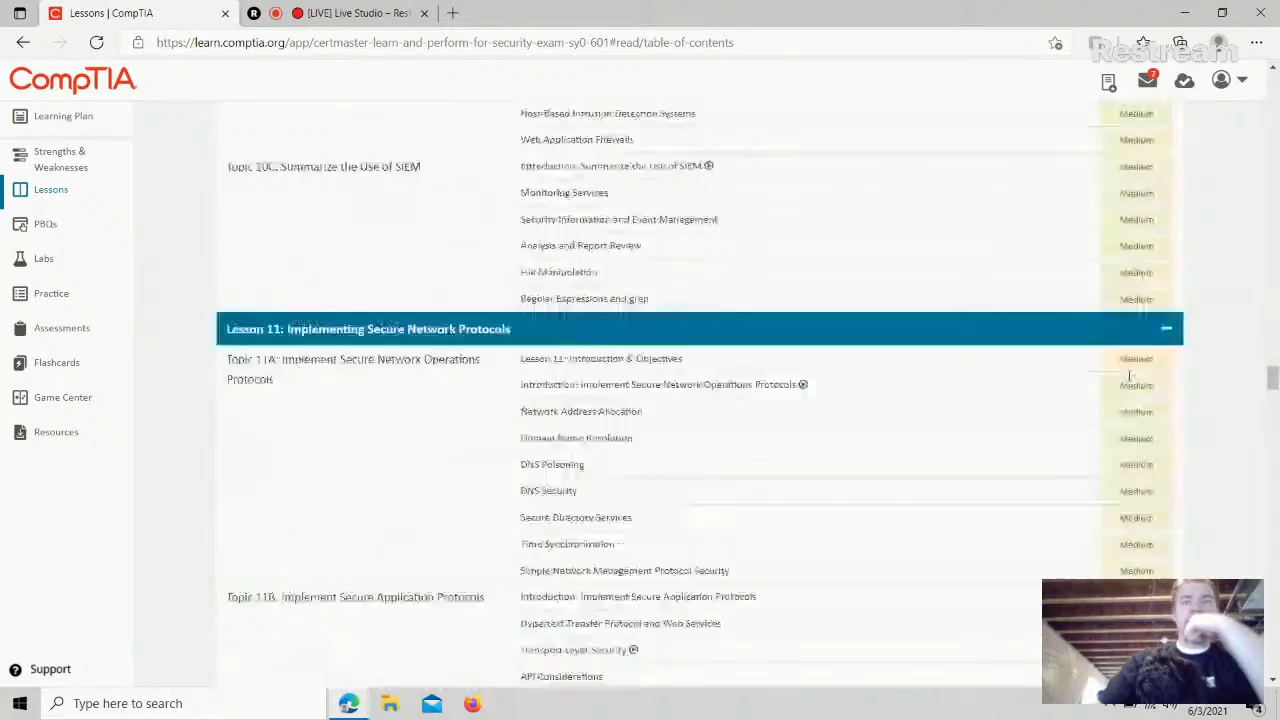 Lessons | CompTIA
[LIVE] Live Studio – Rest
https://learn.comptia.org/app/certmaster-learn-and-perform-for-security-exam-sy0-601#read/table-of-contents
Restream
CompTIA
7
Learning Plan
Host-Based Intrusion Detection Systems Medium
Web Application Firewalls Medium
Strengths &
Weaknesses
Topic 10C: Summarize the Use of SIEM Introduction: Summarize the Use of SIEM Medium
Lessons
Monitoring Services Medium
PBQs
Security Information and Event Management Medium
Analysis and Report Review Medium
Labs
File Manipulation Medium
Practice
Regular Expressions and grep Medium
Assessments
Lesson 11: Implementing Secure Network Protocols
Topic 11A: Implement Secure Network Operations
Protocols
Lesson 11: Introduction & Objectives Medium
Flashcards
Introduction: Implement Secure Network Operations Protocols Medium
Game Center
Network Address Allocation Medium
Resources
Domain Name Resolution Medium
DNS Poisoning Medium
DNS Security Medium
Secure Directory Services Medium
Time Synchronization Medium
Simple Network Management Protocol Security Medium
Topic 11B: Implement Secure Application Protocols Introduction: Implement Secure Application Protocols
Hypertext Transfer Protocol and Web Services
Transport Layer Security
Support
API Considerations
Type here to search
6/3/2021
4